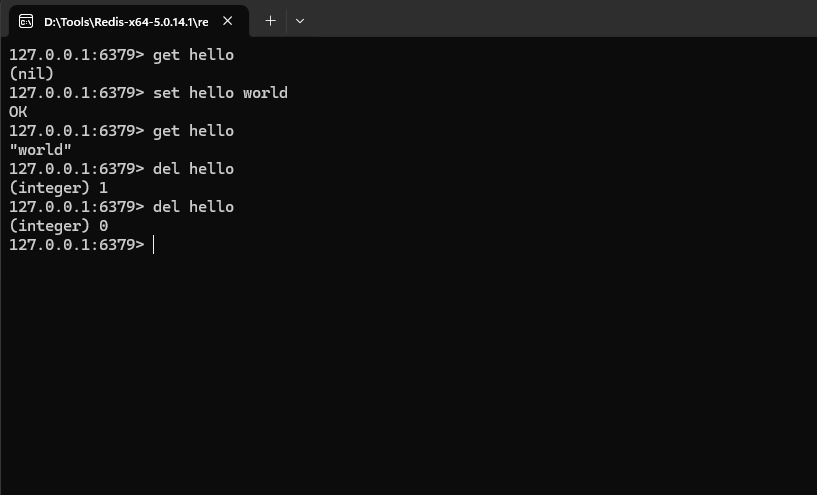 D:\Tools\Redis-x64-5.0.14.1\re
127.0.0.1:6379> get hello
(nil)
127.0.0.1:6379> set hello world
OK
127.0.0.1:6379> get hello
"world"
127.0.0.1:6379> del hello
(integer) 1
127.0.0.1:6379> del hello
(integer) 0
127.0.0.1:6379>